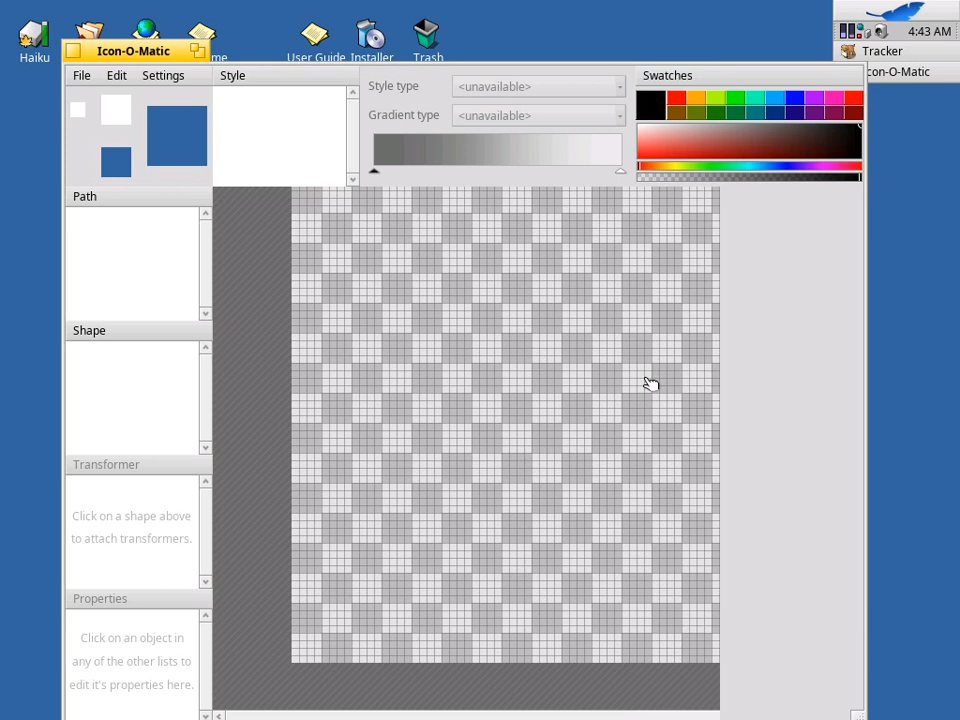 Haiku
me
User Guide
Installer
Trash
4:43 AM
Tracker
con-O-Matic
Icon-O-Matic
File Edit Settings
Style
Style type
<unavailable>
Gradient type
<unavailable>
Swatches
Path
Shape
Transformer
Click on a shape above
to attach transformers.
Properties
Click on an object in
any of the other lists to
edit it's properties here.